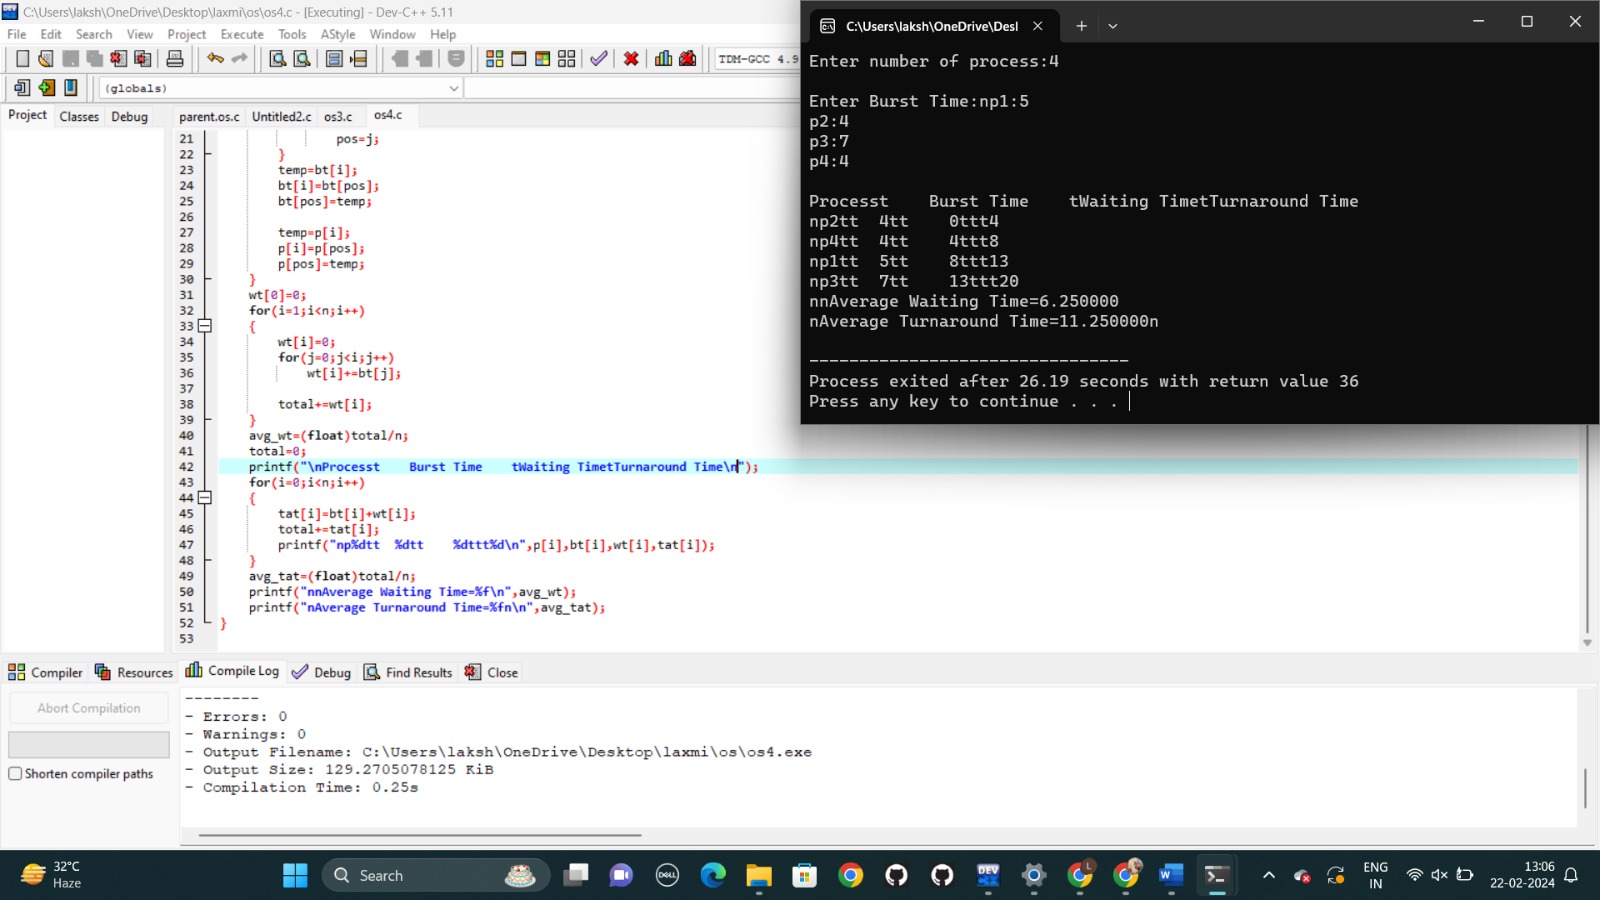 C:\Users\laksh\OneDrive\Desktop\laxmi\os\os4.c - [Executing] - Dev-C++ 5.11
File Edit Search View Project Execute Tools AStyle Window Help
TDM-GCC 4.9
(globals)
Project Classes Debug
parent.os.c Untitled2.c os3.c os4.c
21 pos=j;
22 }
23 temp=bt[i];
24 bt[i]=bt[pos];
25 bt[pos]=temp;
26
27 temp=p[i];
28 p[i]=p[pos];
29 p[pos]=temp;
30 }
31 wt[0]=0;
32 for(i=1;i<n;i++)
33 {
34 wt[i]=0;
35 for(j=0;j<i;j++)
36 wt[i]+=bt[j];
37
38 total+=wt[i];
39 }
40 avg_wt=(float)total/n;
41 total=0;
42 printf("\nProcesst    Burst Time    tWaiting TimetTurnaround Time\n");
43 for(i=0;i<n;i++)
44 {
45 tat[i]=bt[i]+wt[i];
46 total+=tat[i];
47 printf("np%dtt  %dtt    %dttt%d\n",p[i],bt[i],wt[i],tat[i]);
48 }
49 avg_tat=(float)total/n;
50 printf("nnAverage Waiting Time=%f\n",avg_wt);
51 printf("nAverage Turnaround Time=%fn\n",avg_tat);
52 }
53
C:\Users\laksh\OneDrive\Desl
Enter number of process:4
Enter Burst Time:np1:5
p2:4
p3:7
p4:4
Processt    Burst Time    tWaiting TimetTurnaround Time
np2tt  4tt    0ttt4
np4tt  4tt    4ttt8
np1tt  5tt    8ttt13
np3tt  7tt    13ttt20
nnAverage Waiting Time=6.250000
nAverage Turnaround Time=11.250000n
--------------------------------
Process exited after 26.19 seconds with return value 36
Press any key to continue . . .
Compiler Resources Compile Log Debug Find Results Close
Abort Compilation
Shorten compiler paths
--------
- Errors: 0
- Warnings: 0
- Output Filename: C:\Users\laksh\OneDrive\Desktop\laxmi\os\os4.exe
- Output Size: 129.2705078125 KiB
- Compilation Time: 0.25s
32°C
Haze
Search
DELL
DEV
L
W
ENG
IN
13:06
22-02-2024